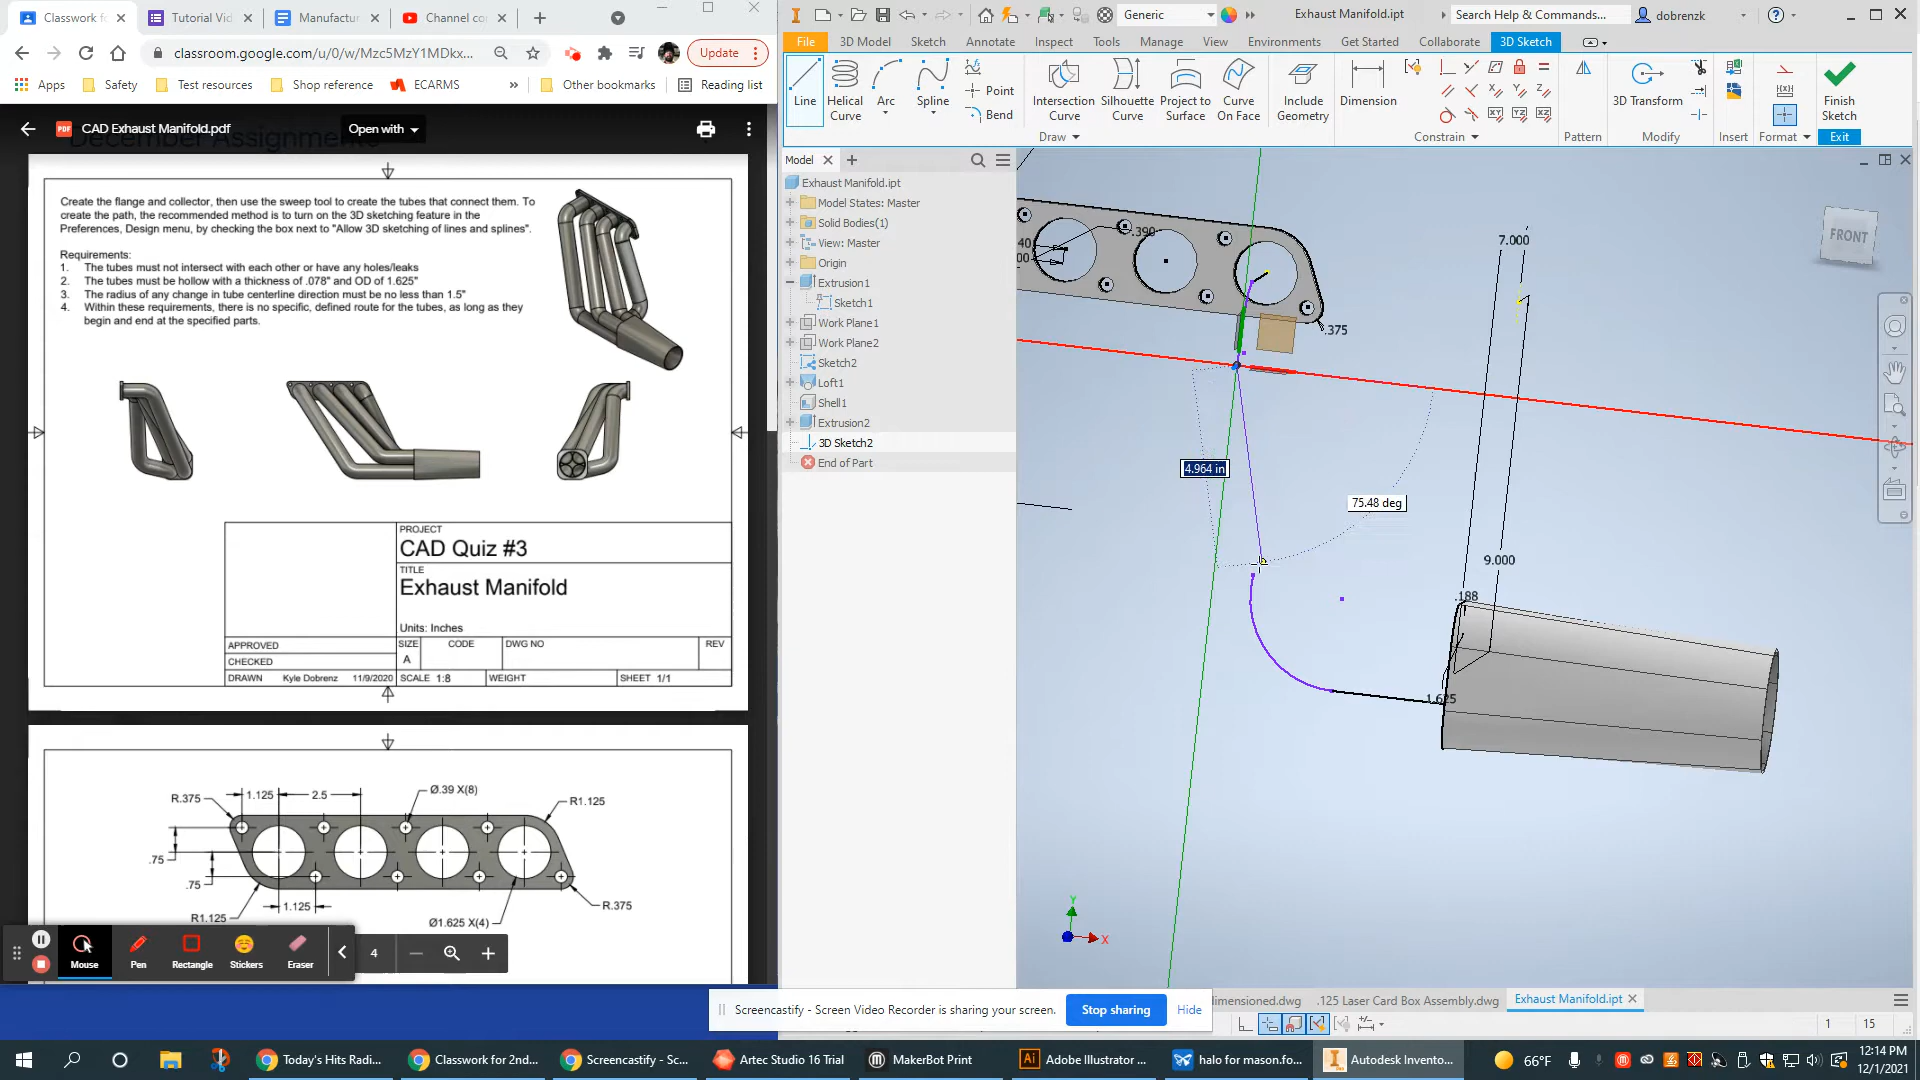 Classwork fo
Tutorial Vid
Manufactur
Channel co
mzc5MzY1MDkx...
classroom.google.com/u/0/w/Mzc5MzY1MDkx...
Update
Apps
Safety
Test resources
Shop reference
ECARMS
»
Other bookmarks
Reading list
CAD Exhaust Manifold.pdf
Open with
December Assignments
Create the flange and collector, then use the sweep tool to create the tubes that connect them. To
create the path, the recommended method is to turn on the 3D sketching feature in the
Preferences, Design menu, by checking the box next to "Allow 3D sketching of lines and splines".
Requirements:
1. The tubes must not intersect with each other or have any holes/leaks
2. The tubes must be hollow with a thickness of .078" and OD of 1.625"
3. The radius of any change in tube centerline direction must be no less than 1.5"
4. Within these requirements, there is no specific, defined route for the tubes, as long as they
begin and end at the specified parts.
PROJECT
CAD Quiz #3
TITLE
Exhaust Manifold
Units: Inches
APPROVED
SIZE
CODE
DWG NO
REV
CHECKED
A
DRAWN
Kyle Dobrenz
11/9/2020
SCALE 1:8
WEIGHT
SHEET 1/1
R.375
1.125
2.5
Ø.39 X(8)
R1.125
.75
.75
R1.125
1.125
Ø1.625 X(4)
R.375
Mouse
Pen
Rectangle
Stickers
Eraser
4
Generic
Exhaust Manifold.ipt
Search Help & Commands...
dobrenzk
File
3D Model
Sketch
Annotate
Inspect
Tools
Manage
View
Environments
Get Started
Collaborate
3D Sketch
Line
Helical
Curve
Arc
Spline
Point
Bend
Intersection
Curve
Silhouette
Curve
Project to
Surface
Curve
On Face
Include
Geometry
Dimension
3D Transform
Finish
Sketch
Draw
Constrain
Pattern
Modify
Insert
Format
Exit
Model
Exhaust Manifold.ipt
Model States: Master
Solid Bodies(1)
View: Master
Origin
Extrusion1
Sketch1
Work Plane1
Work Plane2
Sketch2
Loft1
Shell1
Extrusion2
3D Sketch2
End of Part
.390
40
00
.375
7.000
FRONT
4.964 in
75.48 deg
9.000
.188
1.625
Y
X
imensioned.dwg
.125 Laser Card Box Assembly.dwg
Exhaust Manifold.ipt
Screencastify - Screen Video Recorder is sharing your screen.
Stop sharing
Hide
1
15
Today's Hits Radi...
Classwork for 2nd...
Screencastify - Sc...
Artec Studio 16 Trial
MakerBot Print
Adobe Illustrator ...
halo for mason.fo...
Autodesk Invento...
66°F
12:14 PM
12/1/2021